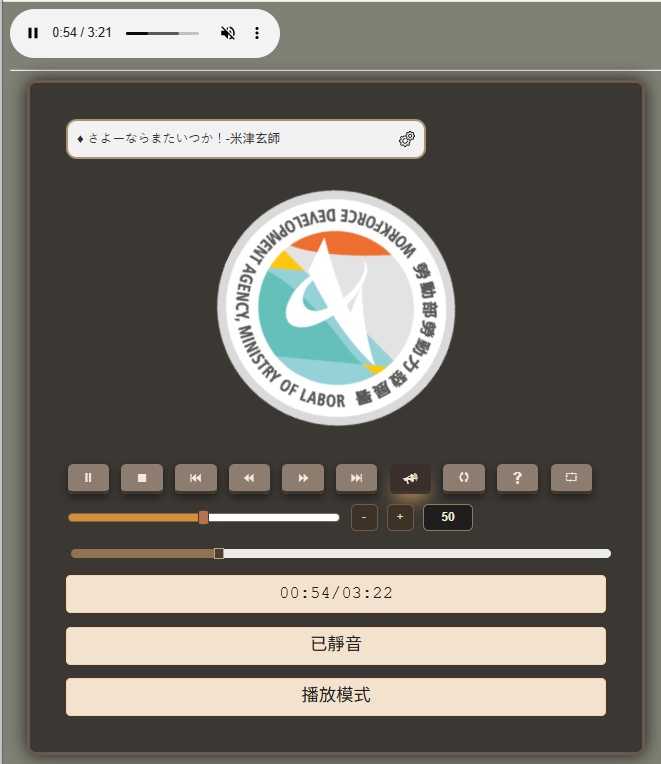 0:54 / 3:21
♦ さよーならまたいつか！-米津玄師
WORKFORCE DEVELOPMENT AGENCY, MINISTRY OF LABOR
勞動部勞動力發展署
?
- + 50
00:54/03:22
已靜音
播放模式